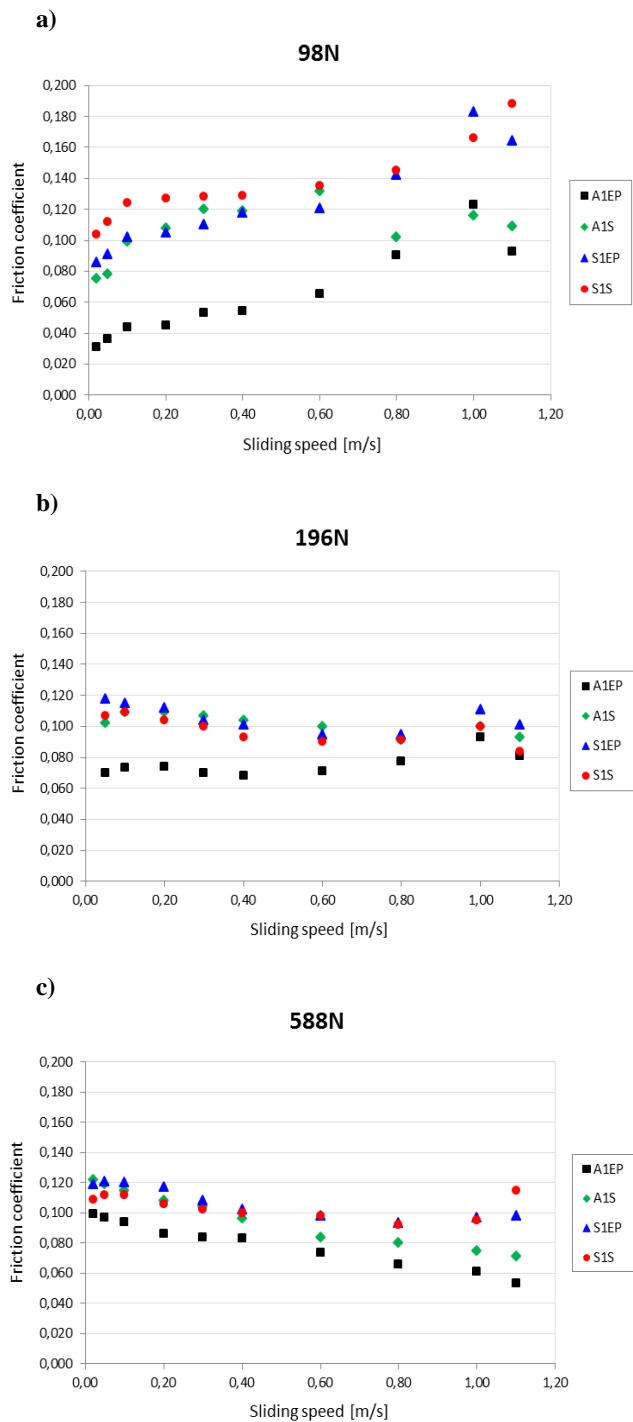 a)
98N
0,200
0,180
0,160
0,140
0,120
0,100
0,080
0,060
0,040
0,020
0,000
Friction coefficient
0,00 0,20 0,40 0,60 0,80 1,00 1,20
Sliding speed [m/s]
A1EP
A1S
S1EP
S1S
b)
196N
0,200
0,180
0,160
0,140
0,120
0,100
0,080
0,060
0,040
0,020
0,000
Friction coefficient
0,00 0,20 0,40 0,60 0,80 1,00 1,20
Sliding speed [m/s]
A1EP
A1S
S1EP
S1S
c)
588N
0,200
0,180
0,160
0,140
0,120
0,100
0,080
0,060
0,040
0,020
0,000
Friction coefficient
0,00 0,20 0,40 0,60 0,80 1,00 1,20
Sliding speed [m/s]
A1EP
A1S
S1EP
S1S